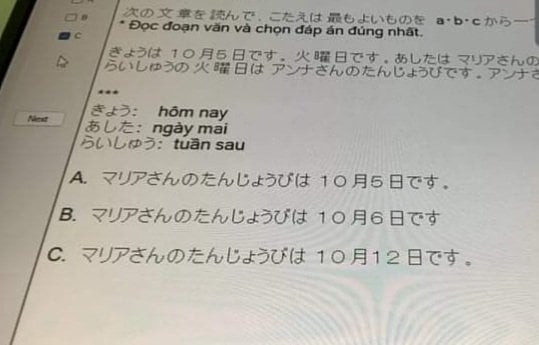 B
C
次の文章を読んで、こたえは最もよいものを a・b・cから一
* Đọc đoạn văn và chọn đáp án đúng nhất.
きょうは 10月5日です。火曜日です。あしたは マリアさんの
らいしゅうの 火曜日は アンナさんのたんじょうびです。アンナさ
***
きょう: hôm nay
あした: ngày mai
らいしゅう: tuần sau
Next
A. マリアさんのたんじょうびは 10月5日です。
B. マリアさんのたんじょうびは 10月6日です
C. マリアさんのたんじょうびは 10月12日です。